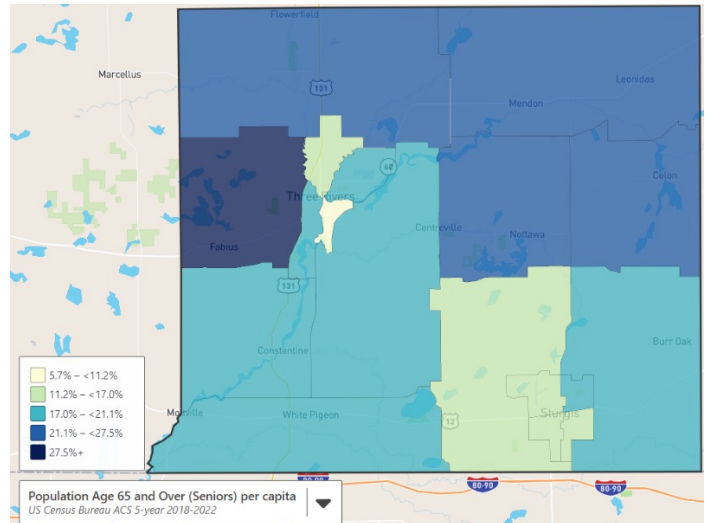 Flowerfield
Marcellus
131
Leonidas
Mendon
60
Colon
Three Rivers
Centreville
Nottawa
Fabius
131
Constantine
Burr Oak
5.7% – <11.2%
11.2% – <17.0%
17.0% – <21.1%
21.1% – <27.5%
27.5%+
Mottville
White Pigeon
12
Sturgis
80-90
80-90
80-90
Population Age 65 and Over (Seniors) per capita
US Census Bureau ACS 5-year 2018-2022